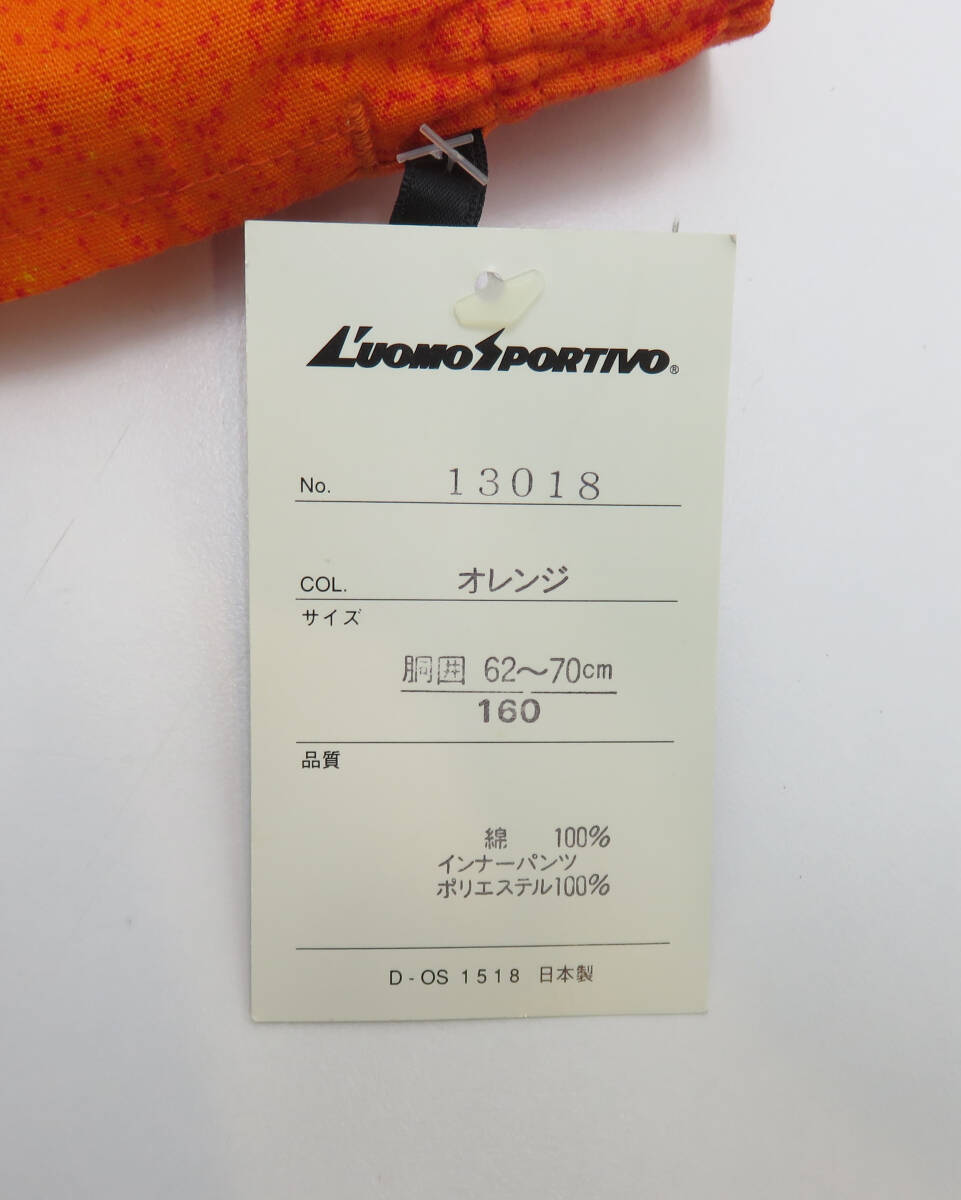 L'UOMO SPORTIVO®
No. 13018
COL. オレンジ
サイズ
胴囲 62～70cm
160
品質
綿 100%
インナーパンツ
ポリエステル100%
D-OS 1518 日本製